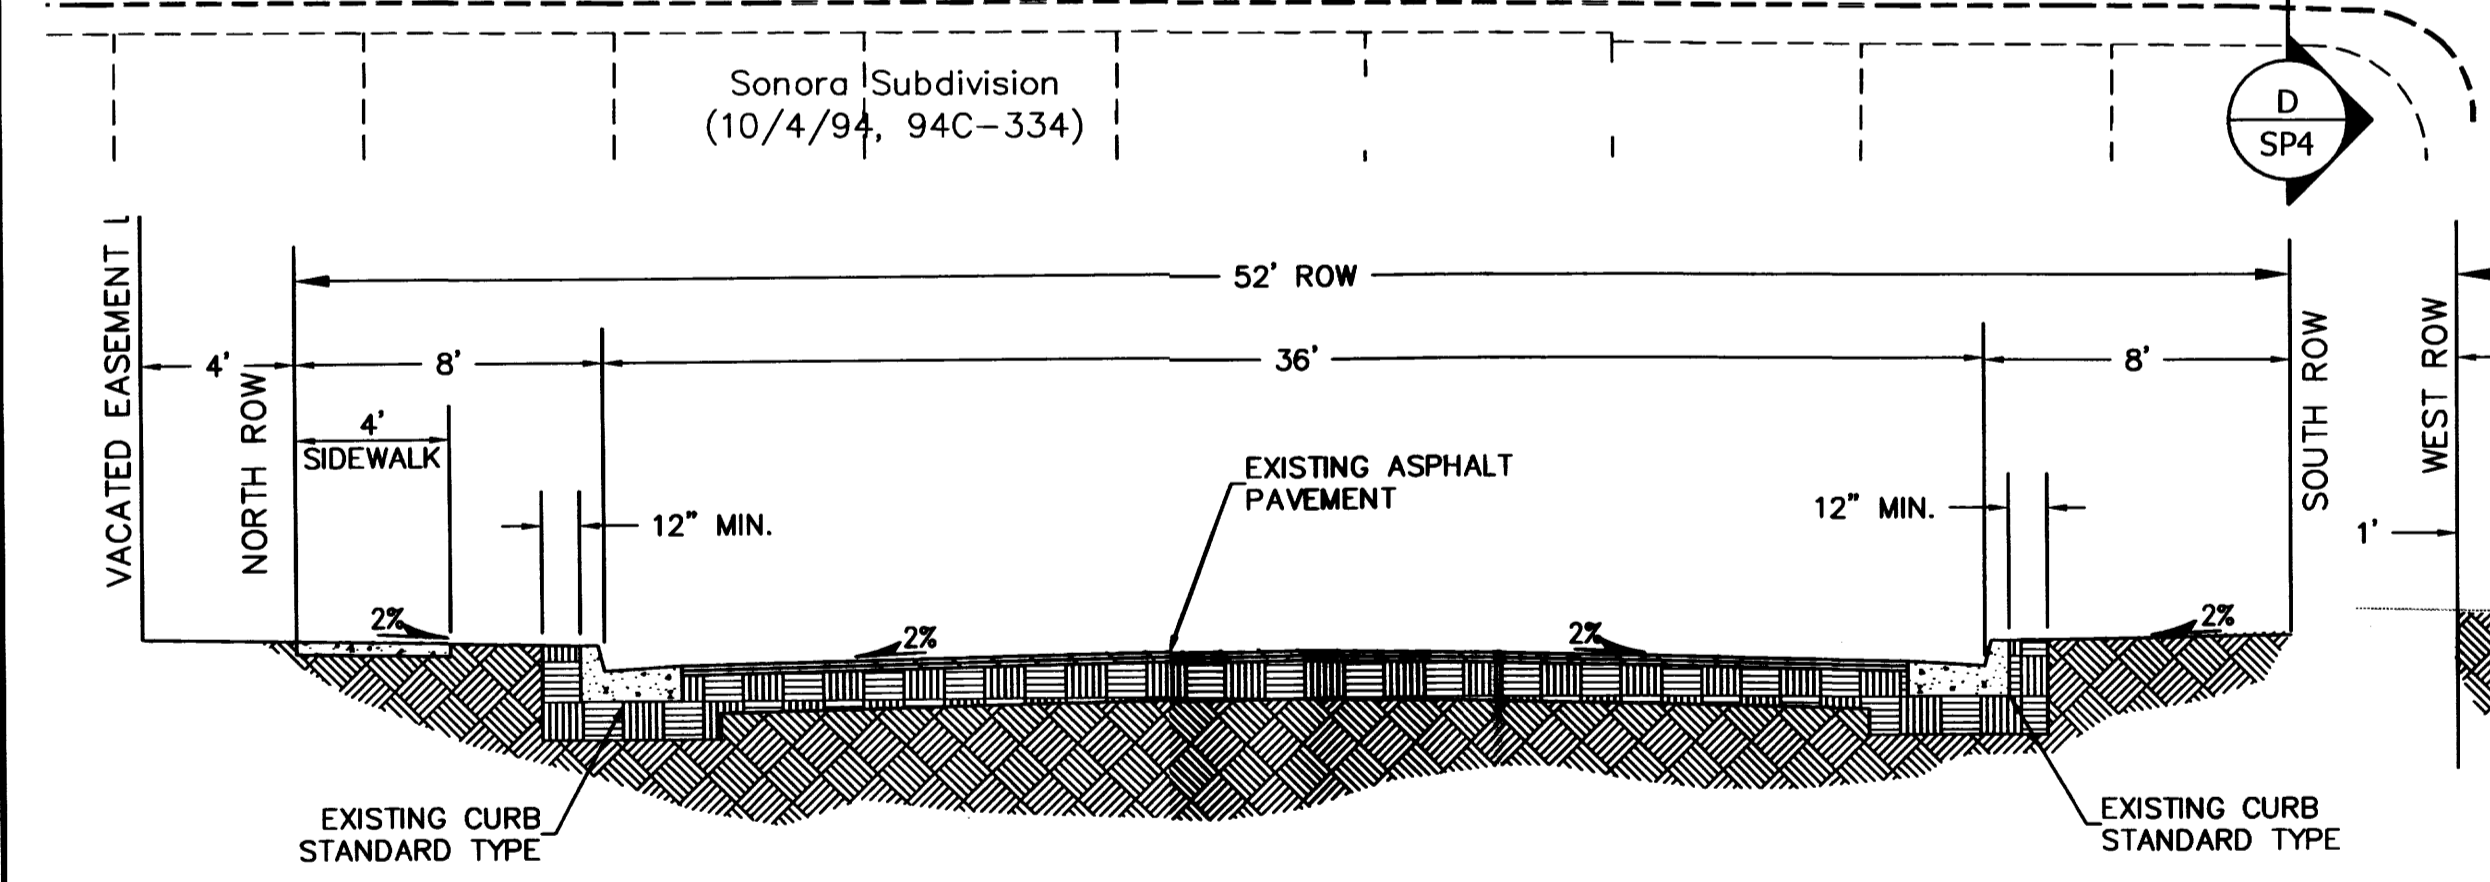 Sonora Subdivision
(10/4/94, 94C-334)
D
SP4
VACATED EASEMENT
NORTH ROW
52' ROW
SOUTH ROW
WEST ROW
4'
8'
36'
8'
4'
SIDEWALK
12" MIN.
EXISTING ASPHALT
PAVEMENT
12" MIN.
1'
2%
2%
2%
2%
EXISTING CURB
STANDARD TYPE
EXISTING CURB
STANDARD TYPE